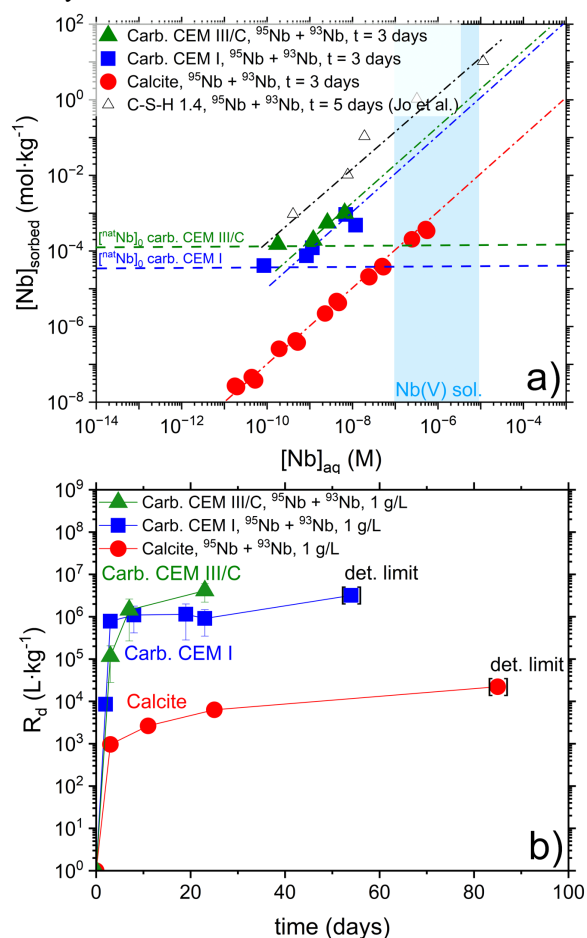 Carb. CEM III/C, ⁹⁵Nb + ⁹³Nb, t = 3 days
Carb. CEM I, ⁹⁵Nb + ⁹³Nb, t = 3 days
Calcite, ⁹⁵Nb + ⁹³Nb, t = 3 days
C-S-H 1.4, ⁹⁵Nb + ⁹³Nb, t = 5 days (Jo et al.)
10²
10⁰
10⁻²
10⁻⁴
10⁻⁶
10⁻⁸
[Nb]sorbed (mol·kg⁻¹)
[ⁿᵃᵗNb]₀ carb. CEM III/C
[ⁿᵃᵗNb]₀ carb. CEM I
Nb(V) sol.
a)
10⁻¹⁴ 10⁻¹² 10⁻¹⁰ 10⁻⁸ 10⁻⁶ 10⁻⁴
[Nb]aq (M)
10⁹
10⁸
10⁷
10⁶
10⁵
10⁴
10³
10²
10¹
10⁰
Rd (L·kg⁻¹)
Carb. CEM III/C, ⁹⁵Nb + ⁹³Nb, 1 g/L
Carb. CEM I, ⁹⁵Nb + ⁹³Nb, 1 g/L
Calcite, ⁹⁵Nb + ⁹³Nb, 1 g/L
Carb. CEM III/C
det. limit
[ ]
Carb. CEM I
det. limit
[ ]
Calcite
b)
0 20 40 60 80 100
time (days)